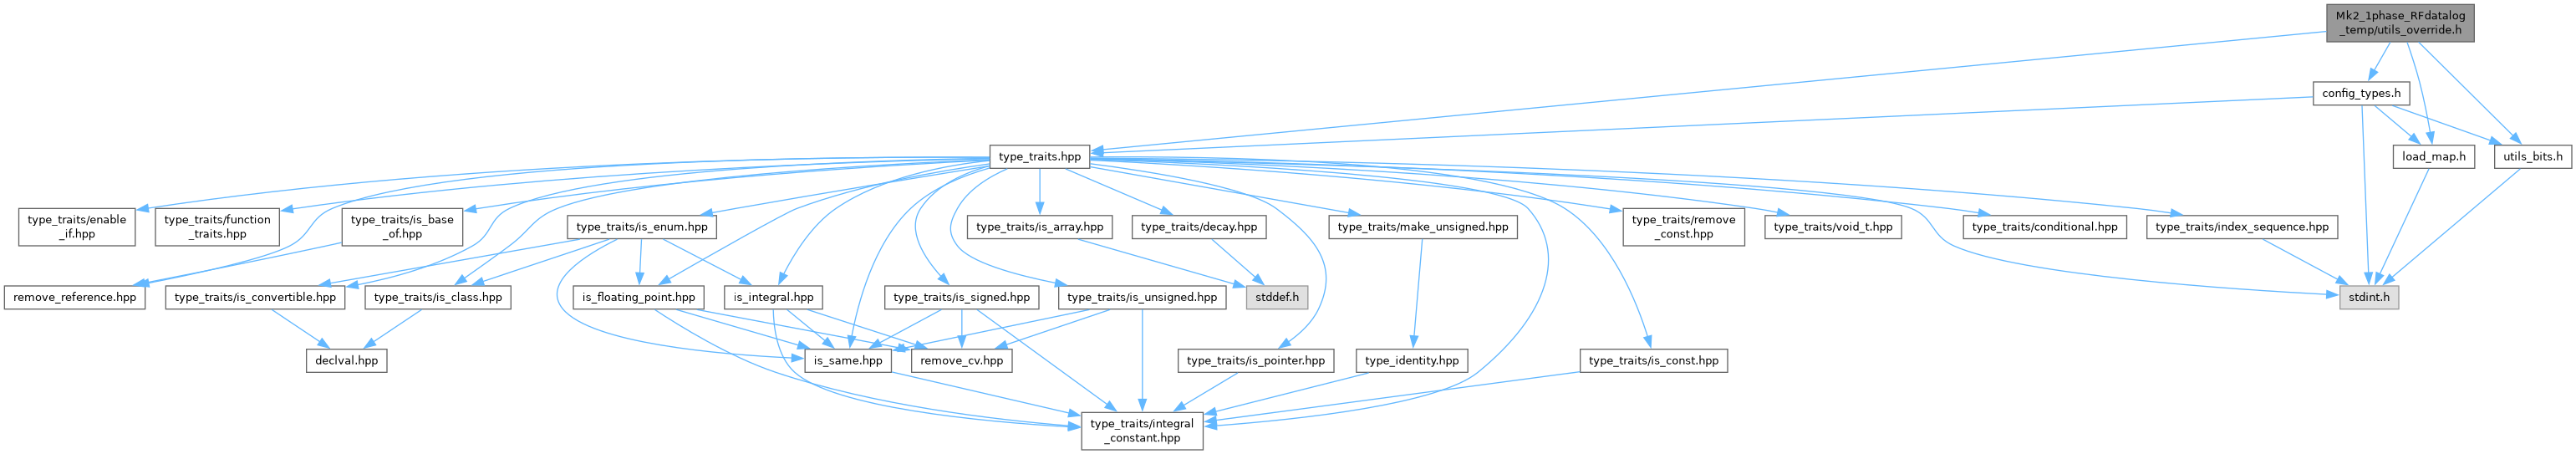 Mk2_1phase_RFdatalog
_temp/utils_override.h
config_types.h
type_traits.hpp
load_map.h
utils_bits.h
type_traits/enable
_if.hpp
type_traits/function
_traits.hpp
type_traits/is_base
_of.hpp
type_traits/is_enum.hpp
type_traits/is_array.hpp
type_traits/decay.hpp
type_traits/make_unsigned.hpp
type_traits/remove
_const.hpp
type_traits/void_t.hpp
type_traits/conditional.hpp
type_traits/index_sequence.hpp
remove_reference.hpp
type_traits/is_convertible.hpp
type_traits/is_class.hpp
is_floating_point.hpp
is_integral.hpp
type_traits/is_signed.hpp
type_traits/is_unsigned.hpp
stddef.h
stdint.h
declval.hpp
is_same.hpp
remove_cv.hpp
type_traits/is_pointer.hpp
type_identity.hpp
type_traits/is_const.hpp
type_traits/integral
_constant.hpp